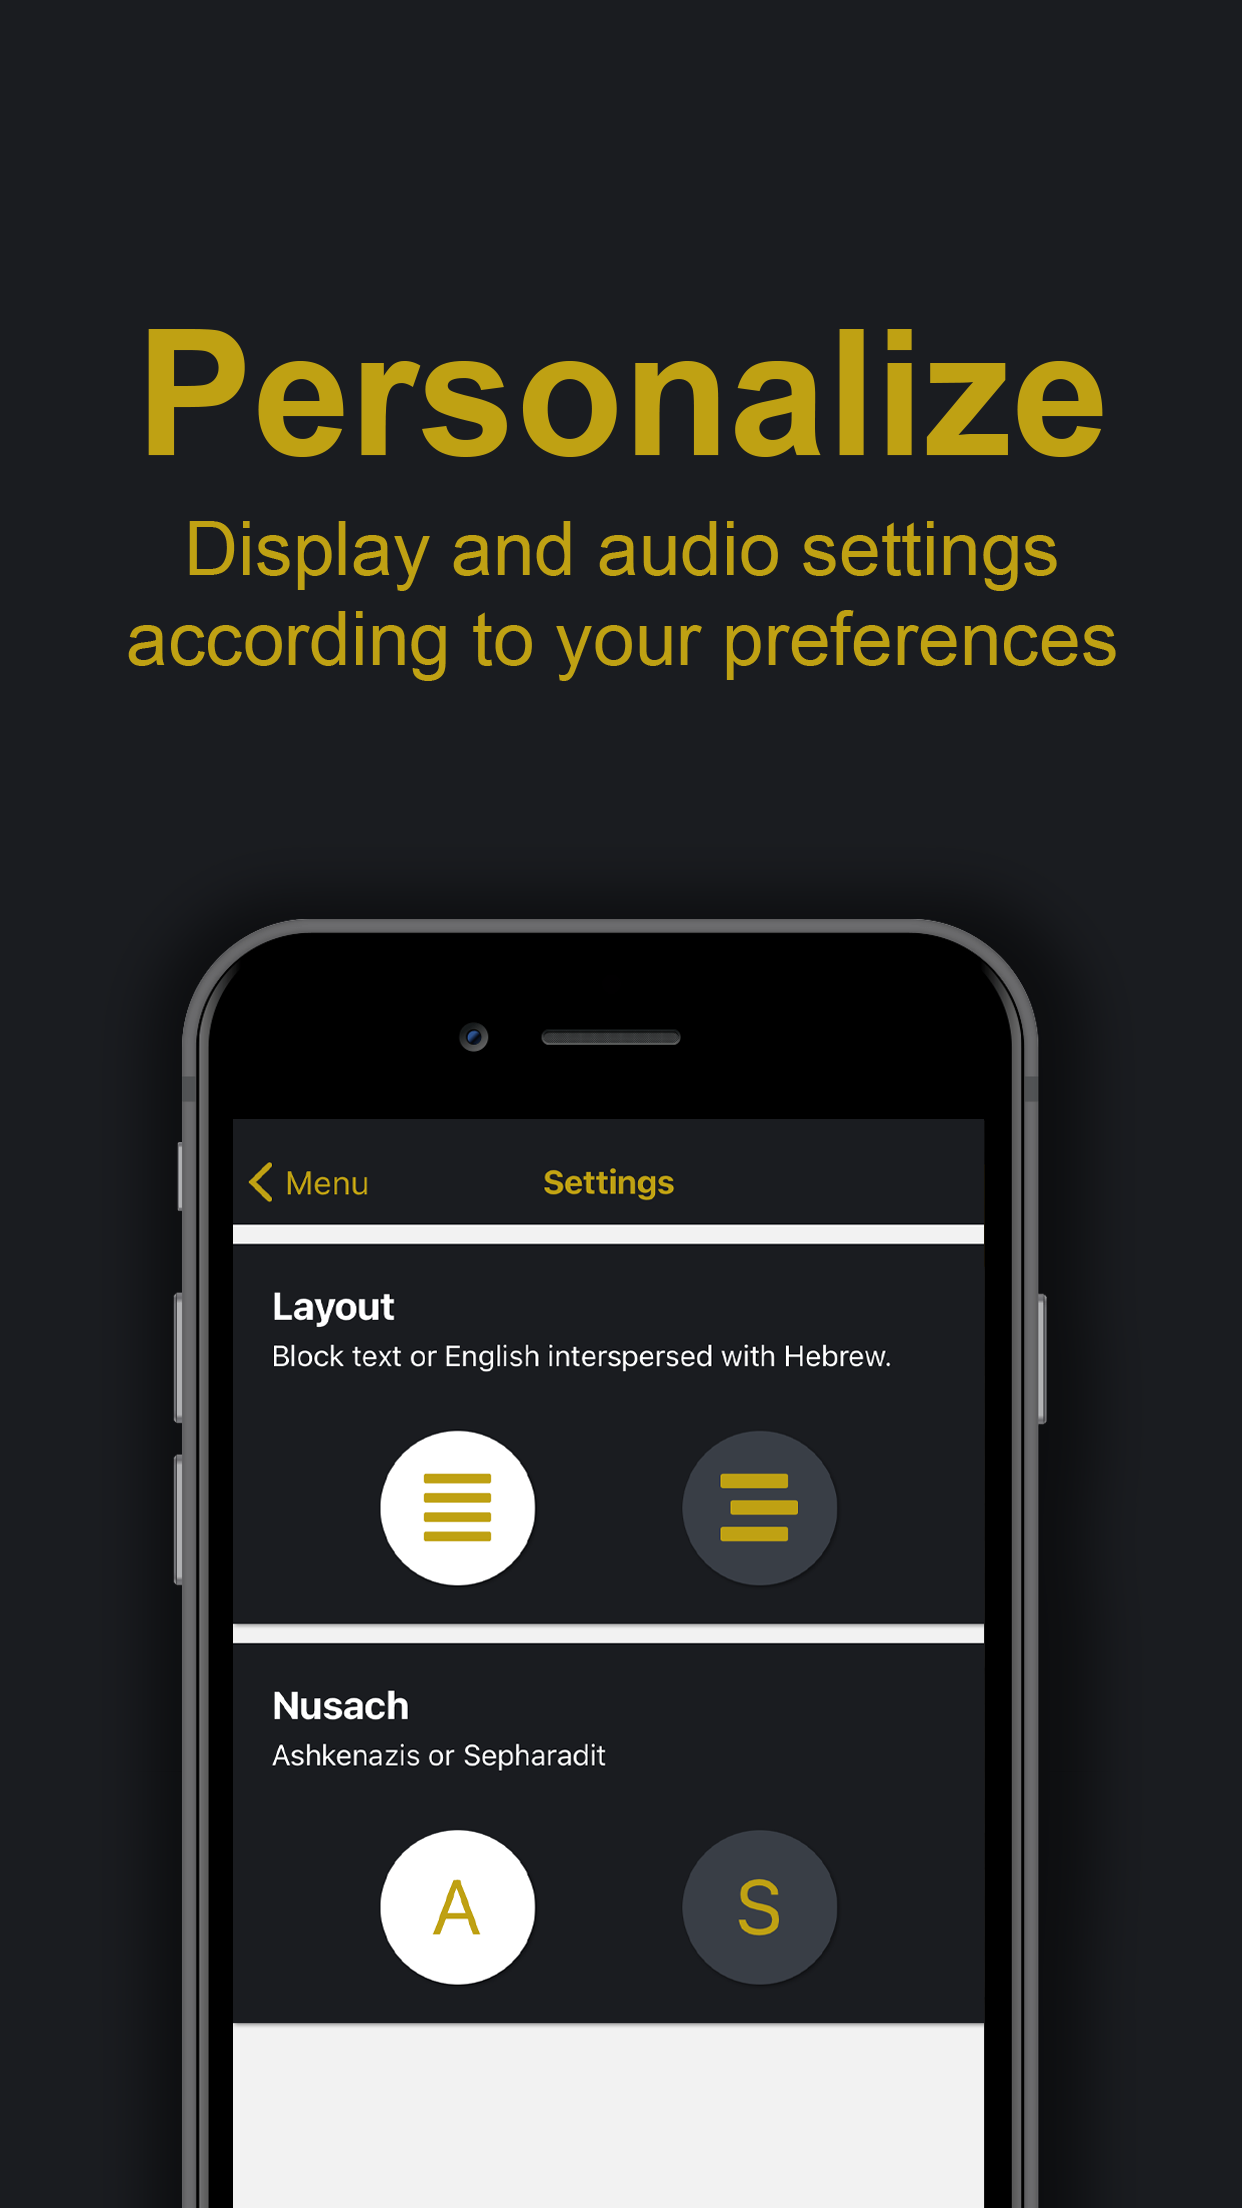 Personalize
Display and audio settings
according to your preferences
Menu
Settings
Layout
Block text or English interspersed with Hebrew.
Nusach
Ashkenazis or Sepharadit
A
S